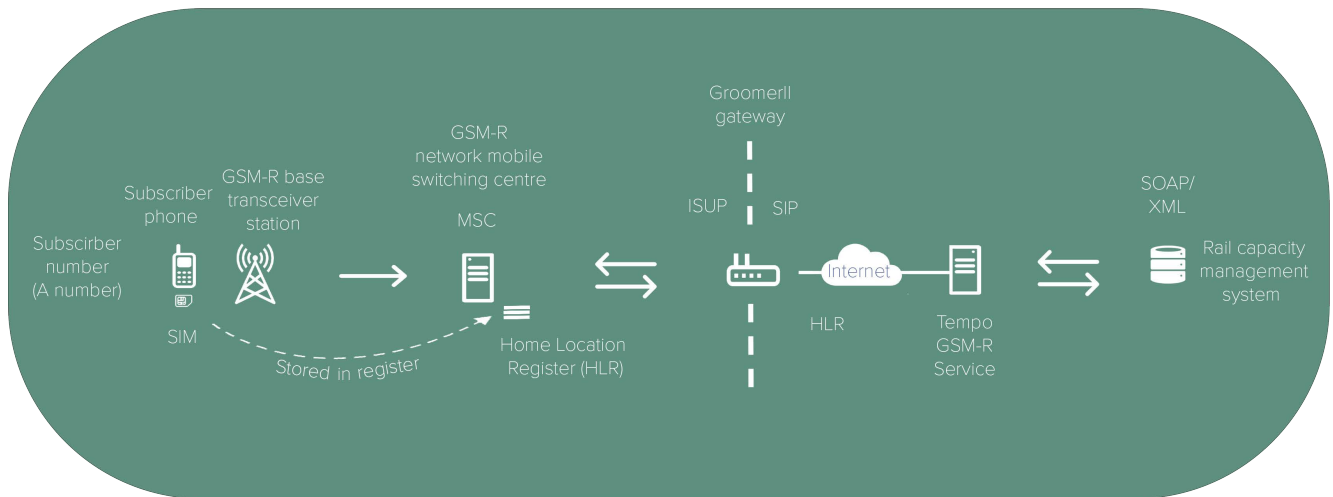 Subscirber
number
(A number)
Subscriber
phone
SIM
GSM-R base
transceiver
station
Stored in register
GSM-R
network mobile
switching centre
MSC
Home Location
Register (HLR)
GroomerII
gateway
ISUP
SIP
Internet
HLR
Tempo
GSM-R
Service
SOAP/
XML
Rail capacity
management
system